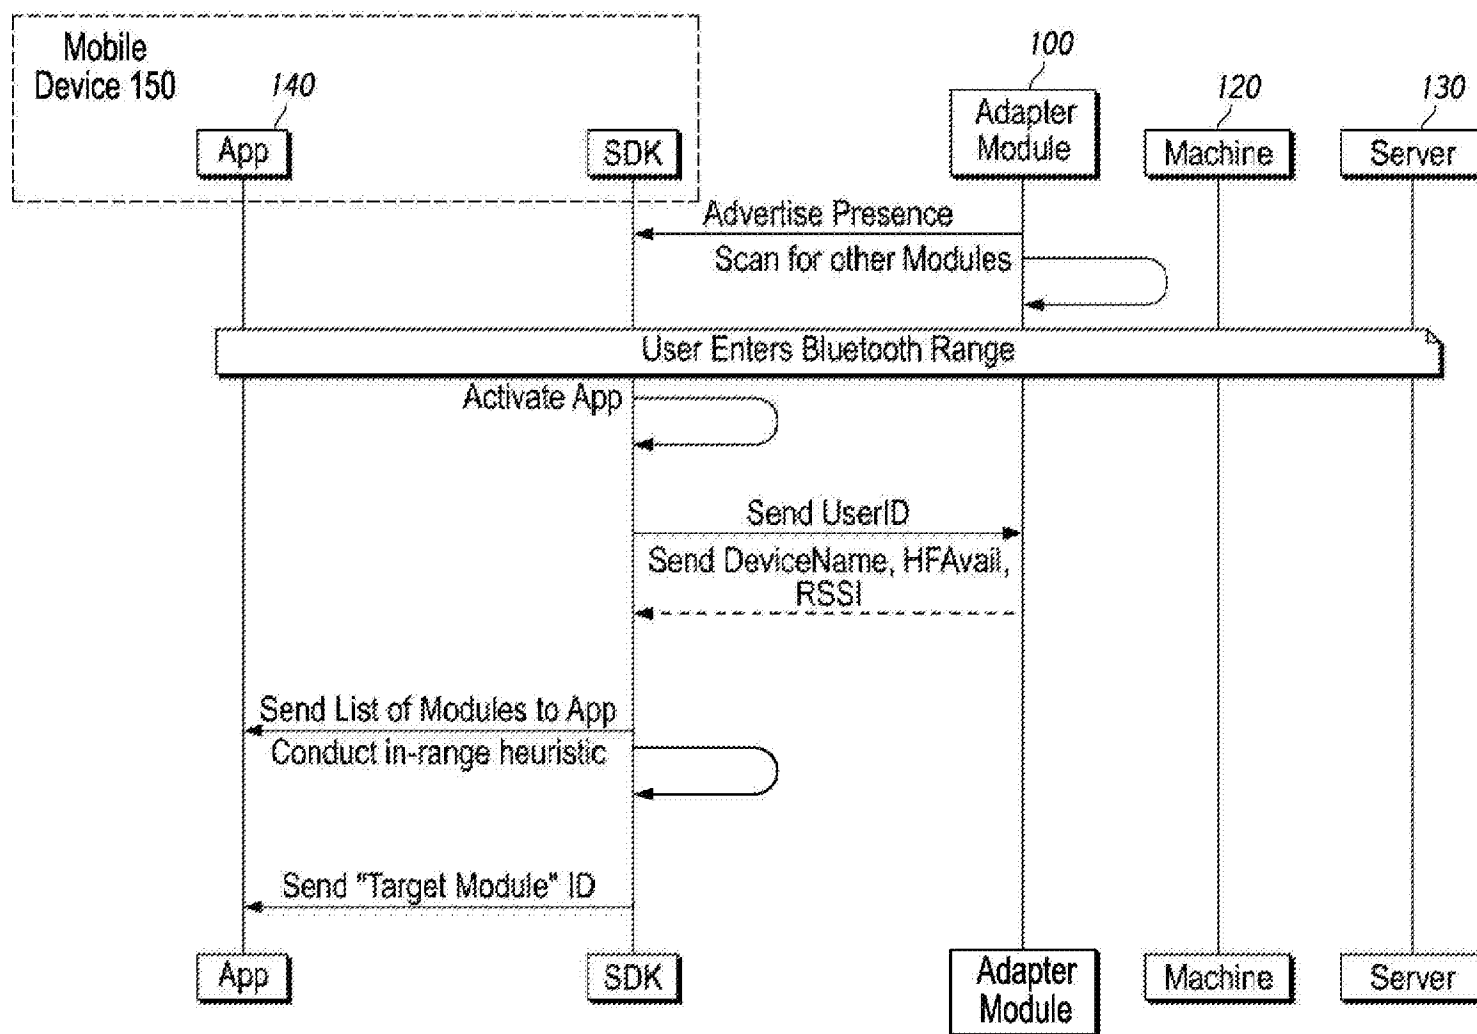 Mobile
Device 150
140
100
120
130
App
SDK
Adapter
Module
Machine
Server
Advertise Presence
Scan for other Modules
User Enters Bluetooth Range
Activate App
Send UserID
Send DeviceName, HFAvail,
RSSI
Send List of Modules to App
Conduct in-range heuristic
Send "Target Module" ID
App
SDK
Adapter
Module
Machine
Server